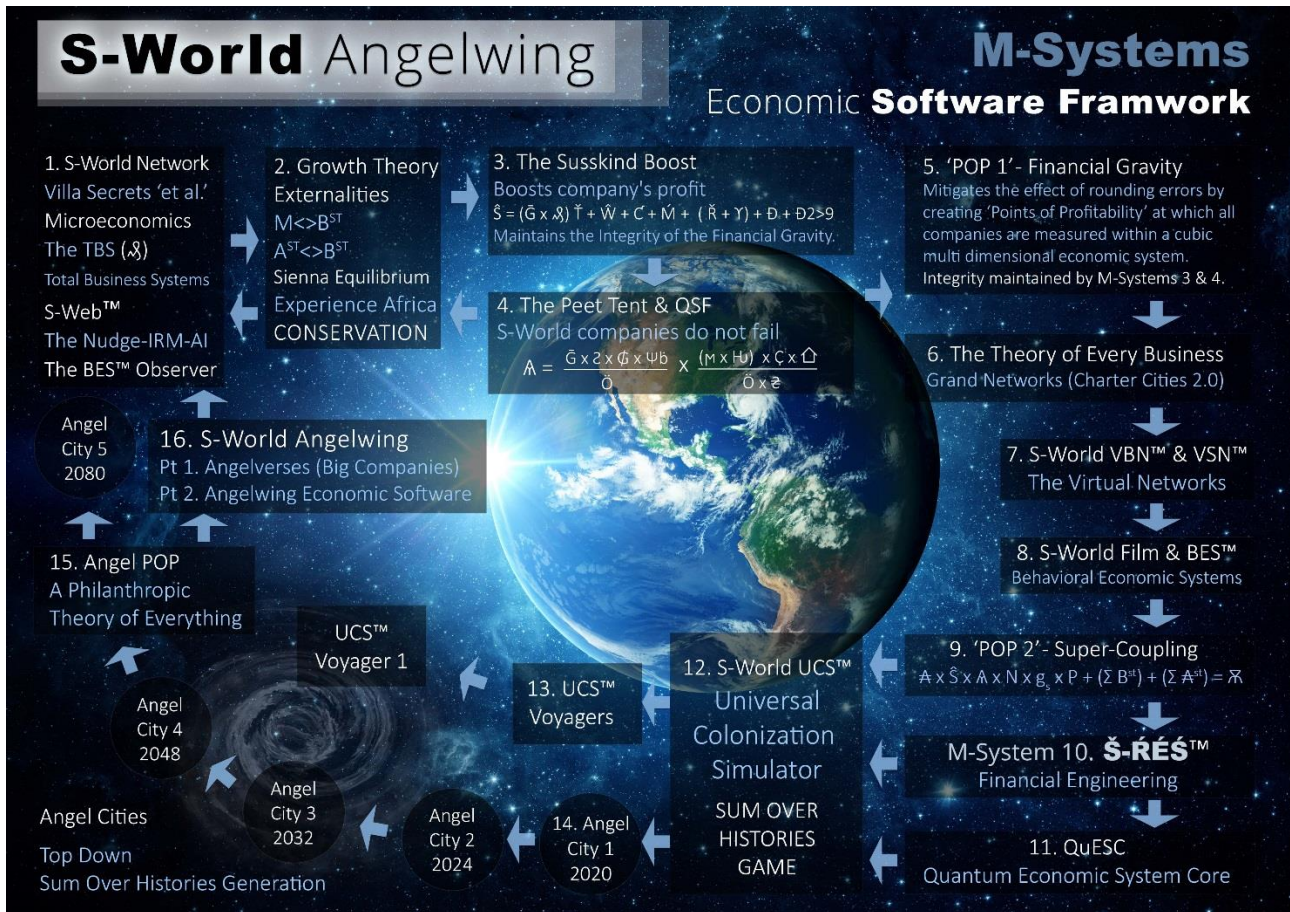 S-World Angelwing
M-Systems
Economic Software Framwork
1. S-World Network
Villa Secrets ‘et al.’
Microeconomics
The TBS
Total Business Systems
S-Web™
The Nudge-IRM-AI
The BES™ Observer
2. Growth Theory
Externalities
M<>Bˢᵀ
Aˢᵀ<>Bˢᵀ
Sienna Equilibrium
Experience Africa
CONSERVATION
3. The Susskind Boost
Boosts company's profit
Maintains the Integrity of the Financial Gravity.
4. The Peet Tent & QSF
S-World companies do not fail
5. ‘POP 1’- Financial Gravity
Mitigates the effect of rounding errors by
creating ‘Points of Profitability’ at which all
companies are measured within a cubic
multi dimensional economic system.
Integrity maintained by M-Systems 3 & 4.
6. The Theory of Every Business
Grand Networks (Charter Cities 2.0)
7. S-World VBN™ & VSN™
The Virtual Networks
8. S-World Film & BES™
Behavioral Economic Systems
9. ‘POP 2’- Super-Coupling
M-System 10. Š-ŔÉŚ™
Financial Engineering
11. QuESC
Quantum Economic System Core
12. S-World UCS™
Universal
Colonization
Simulator
SUM OVER
HISTORIES
GAME
13. UCS™
Voyagers
UCS™
Voyager 1
14. Angel
City 1
2020
Angel
City 2
2024
Angel
City 3
2032
Angel
City 4
2048
Angel
City 5
2080
15. Angel POP
A Philanthropic
Theory of Everything
16. S-World Angelwing
Pt 1. Angelverses (Big Companies)
Pt 2. Angelwing Economic Software
Angel Cities
Top Down
Sum Over Histories Generation